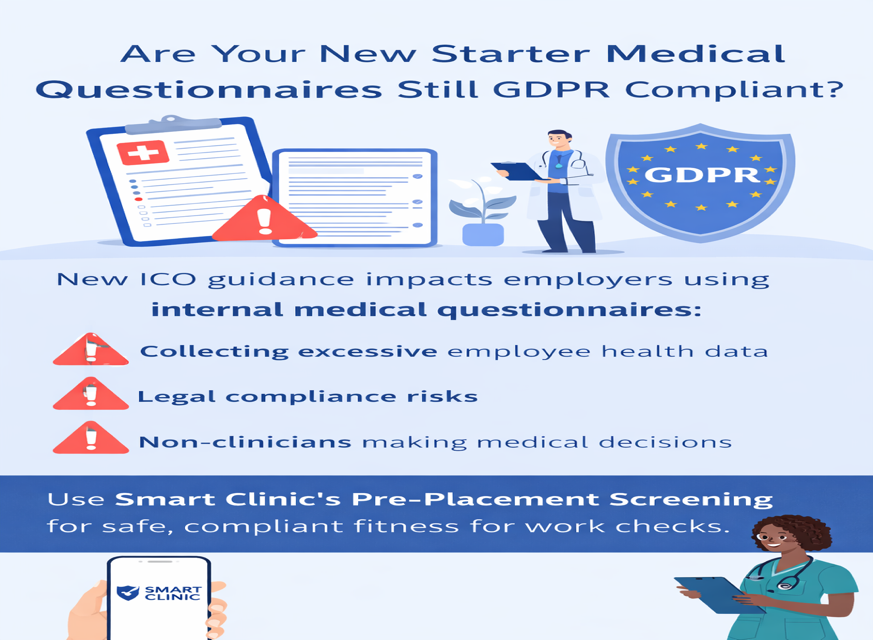 Are Your New Starter Medical
Questionnaires Still GDPR Compliant?
GDPR
New ICO guidance impacts employers using
internal medical questionnaires:
Collecting excessive employee health data
Legal compliance risks
Non-clinicians making medical decisions
Use Smart Clinic's Pre-Placement Screening
for safe, compliant fitness for work checks.
SMART
CLINIC